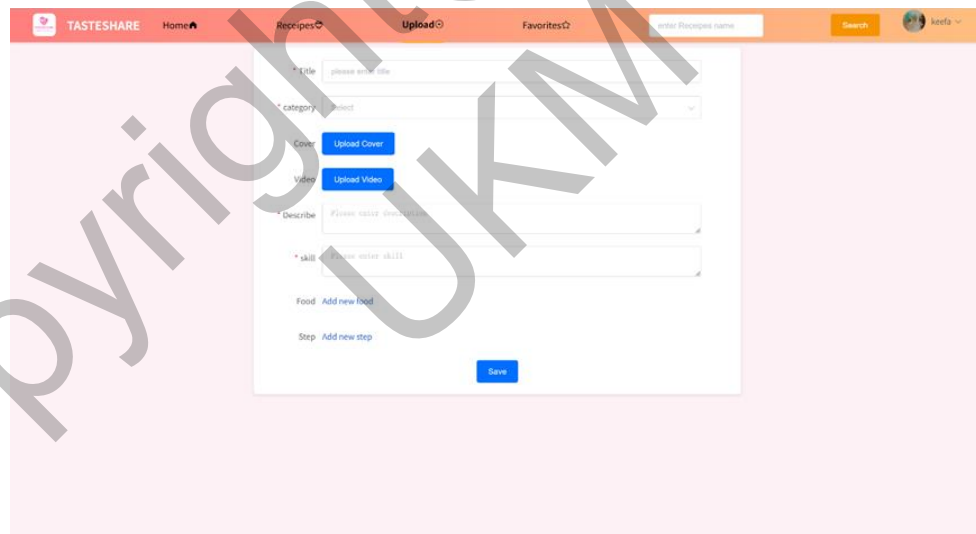 TASTESHARE Home Receipes Upload Favorites enter Receipes name Search keefa
* Title please enter title
* category Select
Cover Upload Cover
Video Upload Video
* Describe Please enter
* skill Please enter skill
Food Add new food
Step Add new step
Save
pyright
UKM